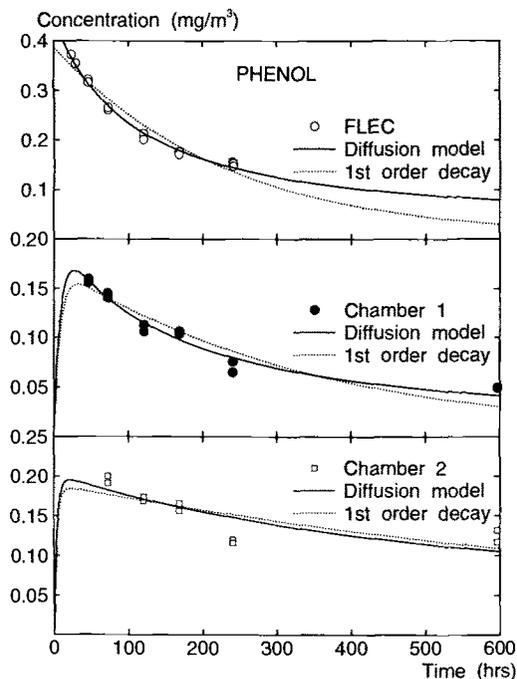 Concentration (mg/m³)
0.4
PHENOL
0.3
FLEC
Diffusion model
0.2
1st order decay
0.1
0.20
0.15
Chamber 1
Diffusion model
0.10
1st order decay
0.05
0.25
Chamber 2
0.20
Diffusion model
1st order decay
0.15
0.10
0.05
0 100 200 300 400 500 600
Time (hrs)